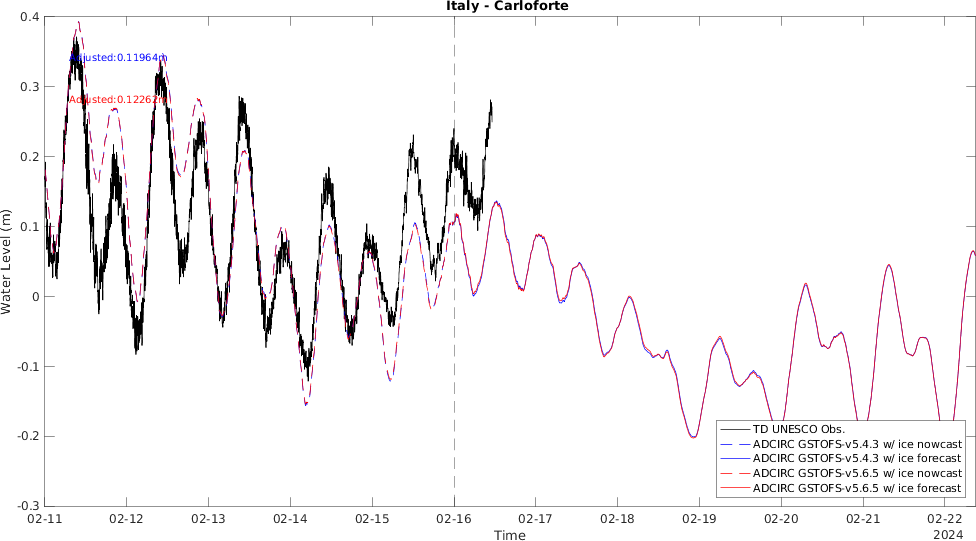 Italy - Carloforte
0.4
0.3
0.2
0.1
0
-0.1
-0.2
-0.3
Water Level (m)
Adjusted:0.11964m
Adjusted:0.12262m
TD UNESCO Obs.
ADCIRC GSTOFS-v5.4.3 w/ ice nowcast
ADCIRC GSTOFS-v5.4.3 w/ ice forecast
ADCIRC GSTOFS-v5.6.5 w/ ice nowcast
ADCIRC GSTOFS-v5.6.5 w/ ice forecast
02-11 02-12 02-13 02-14 02-15 02-16 02-17 02-18 02-19 02-20 02-21 02-22
Time
2024